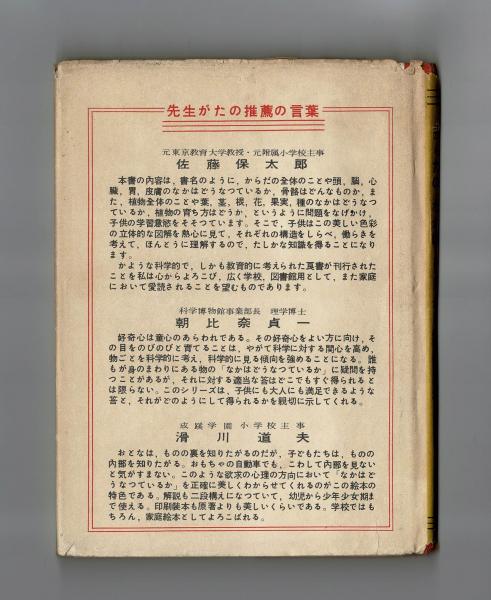 先生がたの推薦の言葉
元東京教育大学教授・元附属小学校主事
佐藤保太郎
本書の内容は，書名のように，からだの全体のことや頭，脳，心
臓，胃，皮膚のなかはどうなつているか，骨骼はどんなものか，ま
た，植物全体のことや葉，茎，根，花，果実，種のなかはどうなつ
ているか，植物の育ち方はどうか，というように問題をなげかけ，
子供の学習意慾をそそつています。そこで，子供はこの美しい色彩
の立体的な図解を熱心に見て，それぞれの構造をしらべ，働らきを
考えて，ほんとうに理解するので，たしかな知識を得ることになり
ます。
かような科学的で，しかも教育的に考えられた良書が刊行された
ことを私は心からよろこび，広く学校，図書館用として，また家庭
において愛読されることを望むものであります。
科学博物館事業部長 理学博士
朝比奈貞一
好奇心は童心のあらわれである。その好奇心をよい方に向け，そ
の目をのびのびと育てることは，やがて科学に対する関心を高め，
物ごとを科学的に考え，科学的に見る傾向を強めることになる。誰
もが身のまわりにある物の「なかはどうなつているか」に疑問を持
つことがあるが，それに対する適当な答はどこでもすぐ得られると
は限らない。このシリーズは，子供にも大人にも満足できるような
答と，それがどのようにして得られるかを親切に示してくれる。
成蹊学園小学校主事
滑川道夫
おとなは，ものの裏を知りたがるのだが，子どもたちは，ものの
内部を知りたがる。おもちゃの自動車でも，こわして内部を見ない
と気がすまない。このような欲求の心理の方向において「なかはど
うなつているか」を正確に美しくわからせてくれるのがこの絵本の
特色である。解説も二段構えになつていて，幼児から少年少女期ま
で使える。印刷装本も原著よりも美しいくらいである。学校ではも
ちろん，家庭絵本としてよろこばれる。